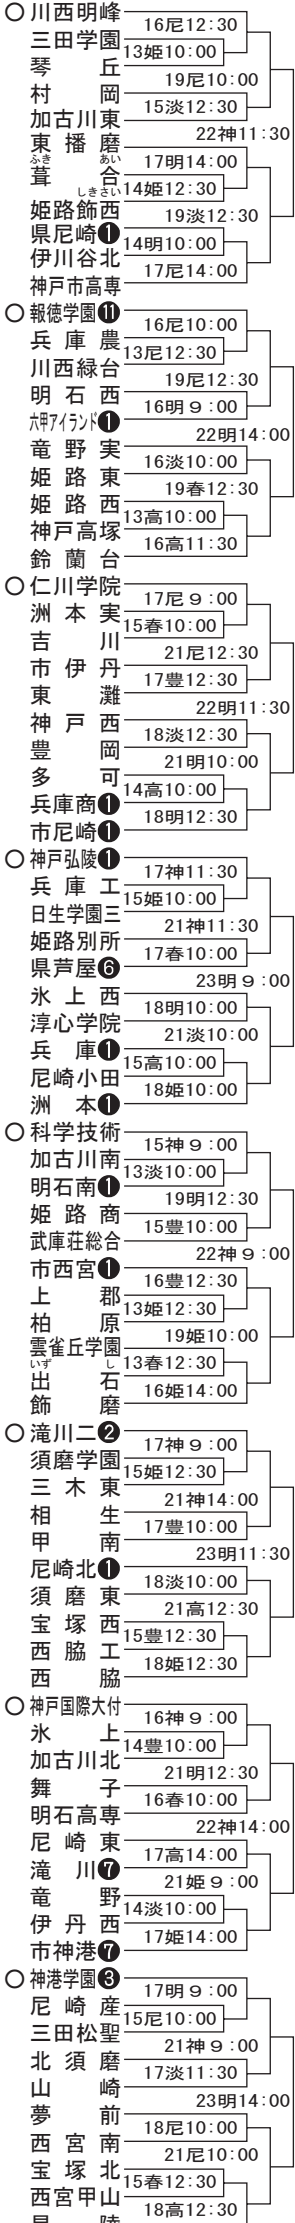 ○川西明峰
16尼12:30
三田学園
13姫10:00
琴丘
19尼10:00
村岡
15淡12:30
加古川東
22神11:30
東播磨
17明14:00
ふき あい
葺合
14姫12:30
しきさい
姫路飾西
19淡12:30
県尼崎❶
14明10:00
伊川谷北
17尼14:00
神戸市高専
○報徳学園⓫
16尼10:00
兵庫農
13尼12:30
川西緑台
19尼12:30
明石西
16明9:00
六甲アイランド❶
22明14:00
竜野実
16淡10:00
姫路東
19春12:30
姫路西
13高10:00
神戸高塚
16高11:30
鈴蘭台
○仁川学院
17尼9:00
洲本実
15春10:00
吉川
21尼12:30
市伊丹
17豊12:30
東灘
22明11:30
神戸西
18淡12:30
豊岡
21明10:00
多可
14高10:00
兵庫商❶
18明12:30
市尼崎❶
○神戸弘陵❶
17神11:30
兵庫工
15姫10:00
日生学園三
21神11:30
姫路別所
17春10:00
県芦屋❻
23明9:00
氷上西
18明10:00
淳心学院
21淡10:00
兵庫❶
15高10:00
尼崎小田
18姫10:00
洲本❶
○科学技術
15神9:00
加古川南
13淡10:00
明石南❶
19明12:30
姫路商
15豊10:00
武庫荘総合
22神9:00
市西宮❶
16豊12:30
上郡
13姫12:30
柏原
19姫10:00
雲雀丘学園
13春12:30
いず し
出石
16姫14:00
飾磨
○滝川二❷
17神9:00
須磨学園
15姫12:30
三木東
21神14:00
相生
17豊10:00
甲南
23明11:30
尼崎北❶
18淡10:00
須磨東
21高12:30
宝塚西
15豊12:30
西脇工
18姫12:30
西脇
○神戸国際大付
16神9:00
氷上
14豊10:00
加古川北
21明12:30
舞子
16春10:00
明石高専
22神14:00
尼崎東
17高14:00
滝川❼
21姫9:00
竜野
14淡10:00
伊丹西
17姫14:00
市神港❼
○神港学園❸
17明9:00
尼崎産
15尼10:00
三田松聖
21神9:00
北須磨
17淡11:30
山崎
23明14:00
夢前
18尼10:00
西宮南
21尼10:00
宝塚北
15春12:30
西宮甲山
18高12:30